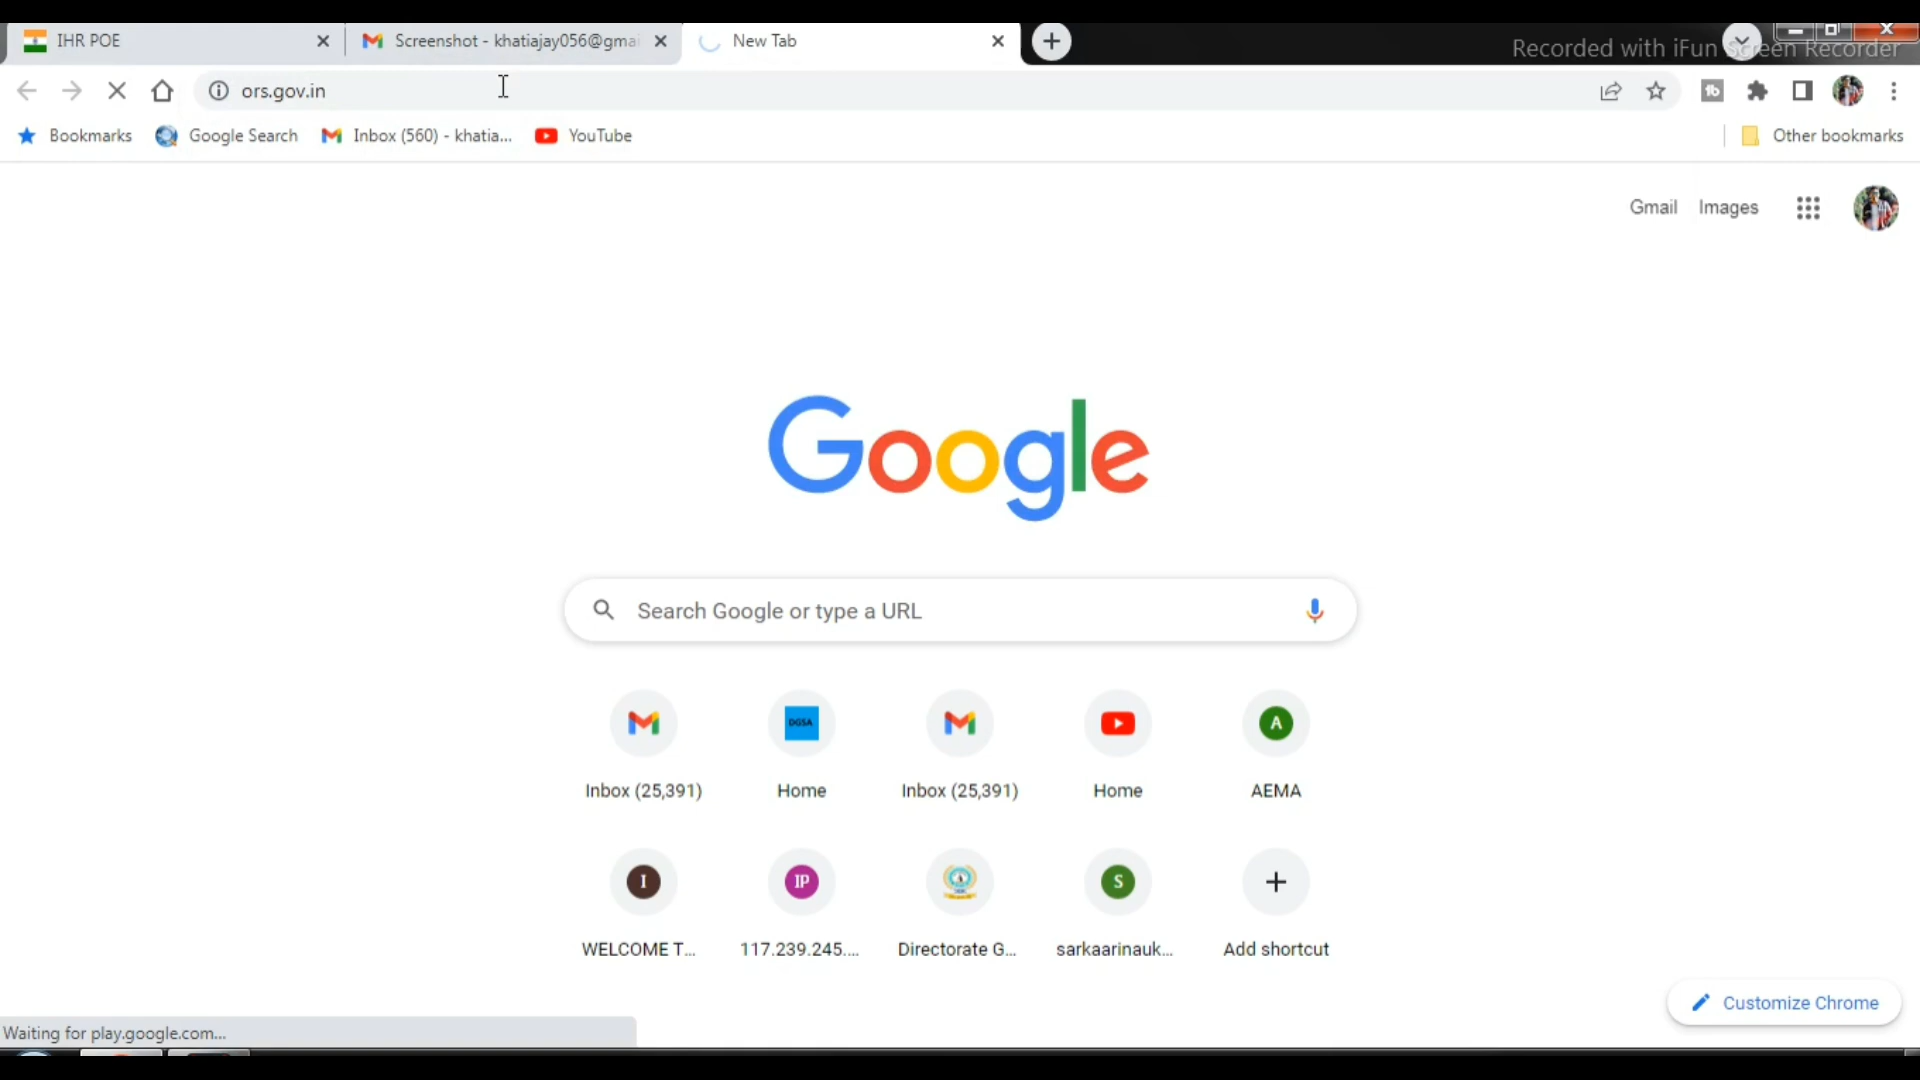 IHR POE
Screenshot - khatiajay056@gmai
New Tab
Recorded with iFun Screen Recorder
ors.gov.in
Bookmarks
Google Search
Inbox (560) - khatia...
YouTube
Other bookmarks
Gmail
Images
Google
Search Google or type a URL
DGSA
A
Inbox (25,391)
Home
Inbox (25,391)
Home
AEMA
I
IP
S
WELCOME T...
117.239.245....
Directorate G...
sarkaarinauk...
Add shortcut
Customize Chrome
Waiting for play.google.com...